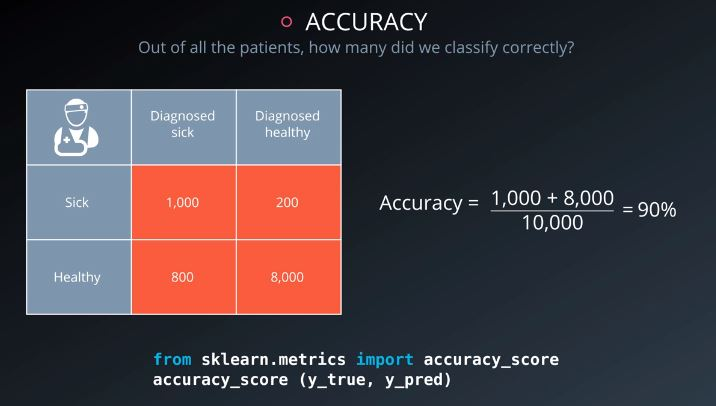 ACCURACY
Out of all the patients, how many did we classify correctly?
Diagnosed sick
Diagnosed healthy
Sick
1,000
200
Healthy
800
8,000
Accuracy = 1,000 + 8,000
10,000
= 90%
from sklearn.metrics import accuracy_score
accuracy_score (y_true, y_pred)